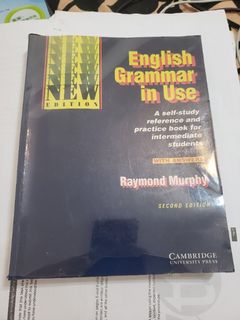 NEW
EDITION
English
Grammar
in Use
A self-study
reference and
practice book for
intermediate
students
WITH ANSWERS
Raymond Murphy
SECOND EDITION
CAMBRIDGE
UNIVERSITY PRESS